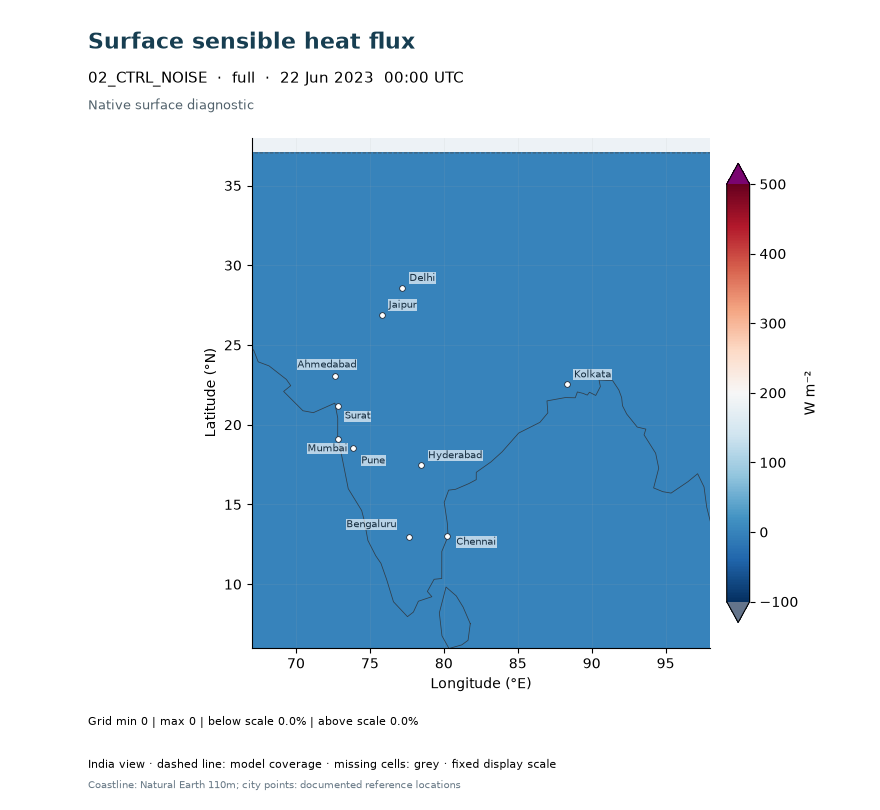 Surface sensible heat flux
02_CTRL_NOISE · full · 22 Jun 2023 00:00 UTC
Native surface diagnostic
35
30
25
20
15
10
Latitude (°N)
Delhi
Jaipur
Ahmedabad
Surat
Kolkata
Mumbai
Pune
Hyderabad
Bengaluru
Chennai
70 75 80 85 90 95
Longitude (°E)
500
400
300
200
100
0
−100
W m⁻²
Grid min 0 | max 0 | below scale 0.0% | above scale 0.0%
India view · dashed line: model coverage · missing cells: grey · fixed display scale
Coastline: Natural Earth 110m; city points: documented reference locations